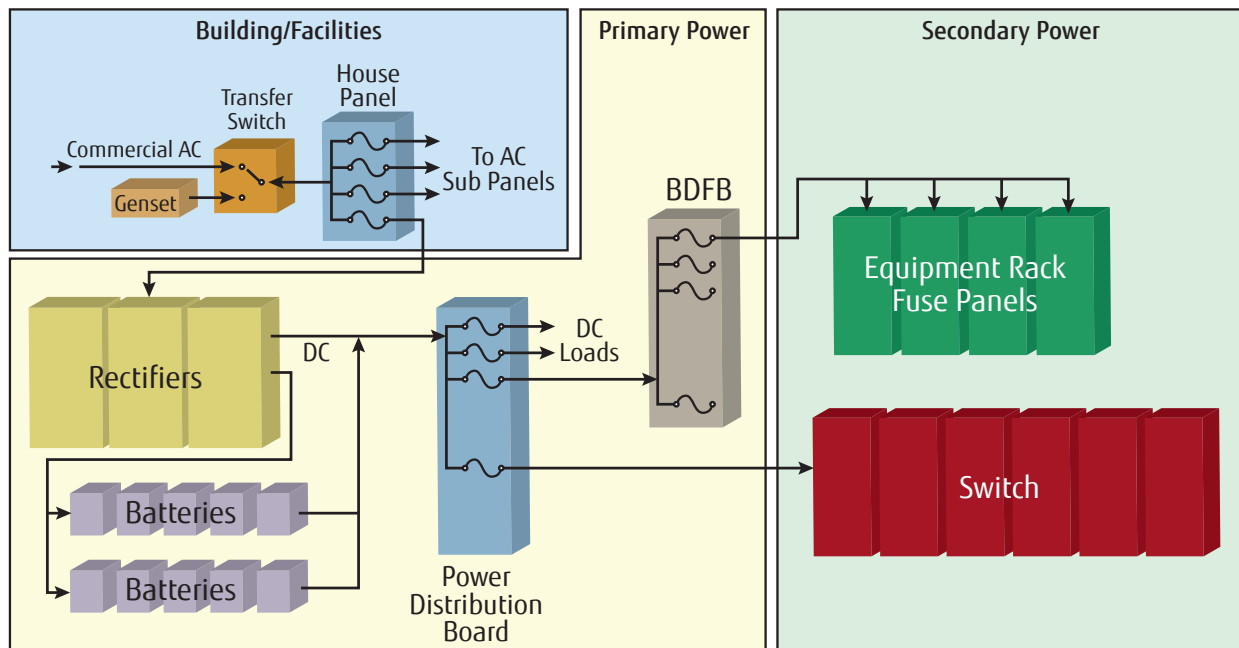 Building/Facilities
Primary Power
Secondary Power
House
Panel
Transfer
Switch
Commercial AC
Genset
To AC
Sub Panels
BDFB
Equipment Rack
Fuse Panels
Rectifiers
DC
DC
Loads
Switch
Batteries
Batteries
Power
Distribution
Board